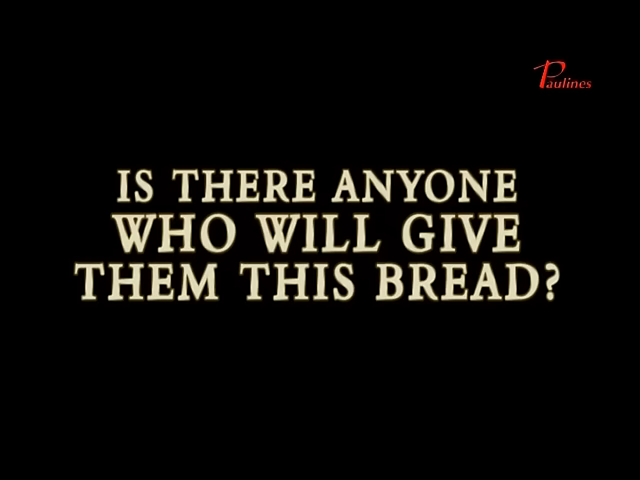 Paulines
IS THERE ANYONE
WHO WILL GIVE
THEM THIS BREAD?